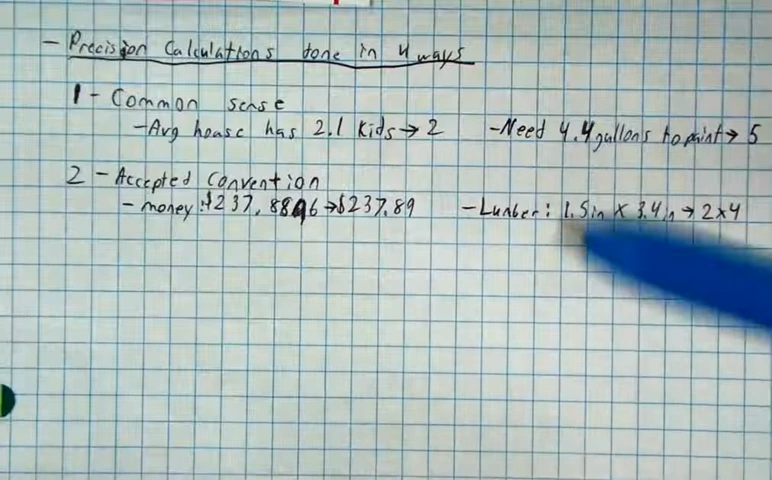 - Precision Calculations done in 4 ways
1 - Common sense
- Avg house has 2.1 Kids → 2 - Need 4.4 gallons to paint → 5
2 - Accepted Convention
- money: $237.8896 → $237.89 - Lumber: 1.5in x 3.4in → 2x4